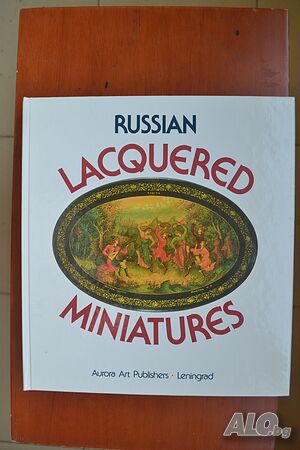 RUSSIAN
LACQUERED
MINIATURES
Aurora Art Publishers · Leningrad
ALO.bg